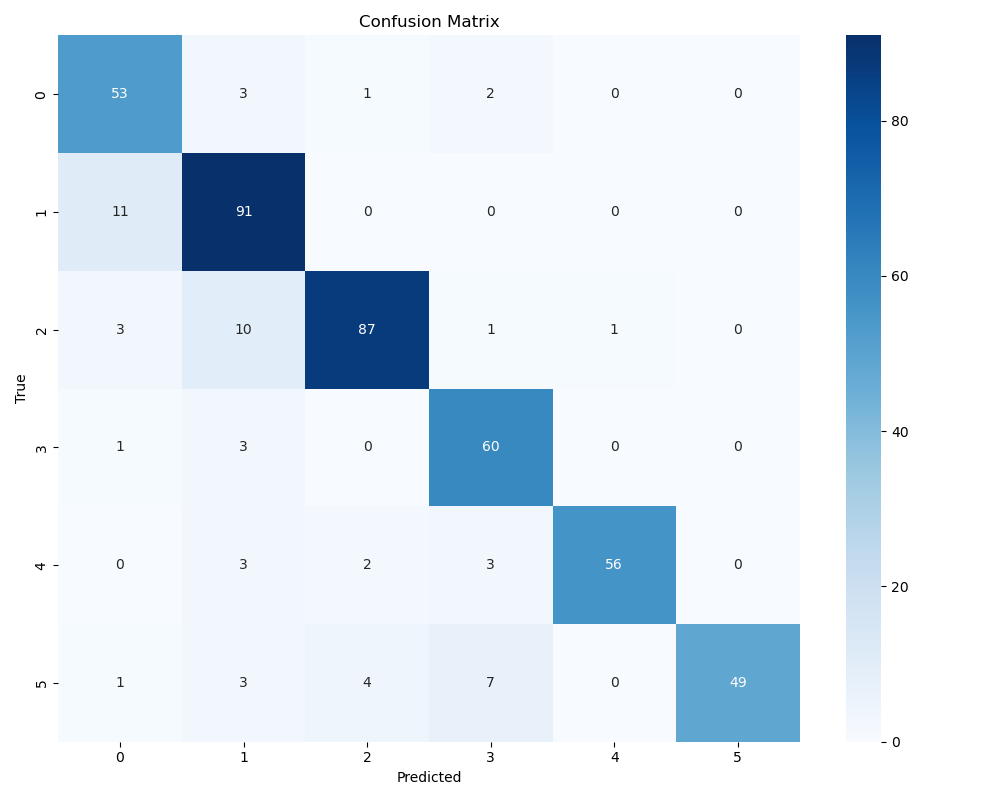 Confusion Matrix
0 53 3 1 2 0 0
1 11 91 0 0 0 0
2 3 10 87 1 1 0
3 1 3 0 60 0 0
4 0 3 2 3 56 0
5 1 3 4 7 0 49
0 1 2 3 4 5
Predicted
True
80
60
40
20
0